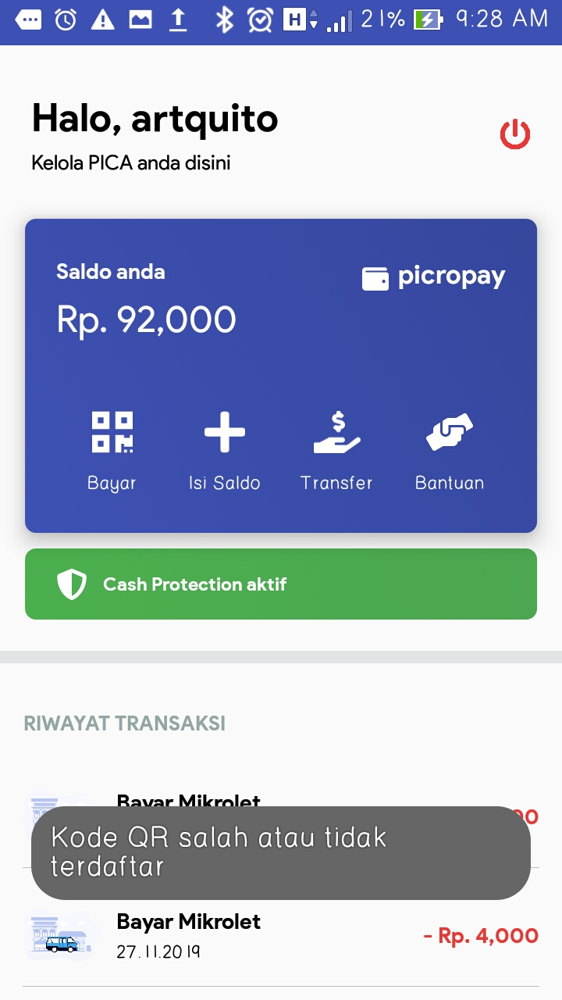 21% 9:28 AM
Halo, artquito
Kelola PICA anda disini
Saldo anda
picropay
Rp. 92,000
Bayar
Isi Saldo
Transfer
Bantuan
Cash Protection aktif
RIWAYAT TRANSAKSI
Bayar Mikrolet
Kode QR salah atau tidak
terdaftar
Bayar Mikrolet
- Rp. 4,000
27.11.2019